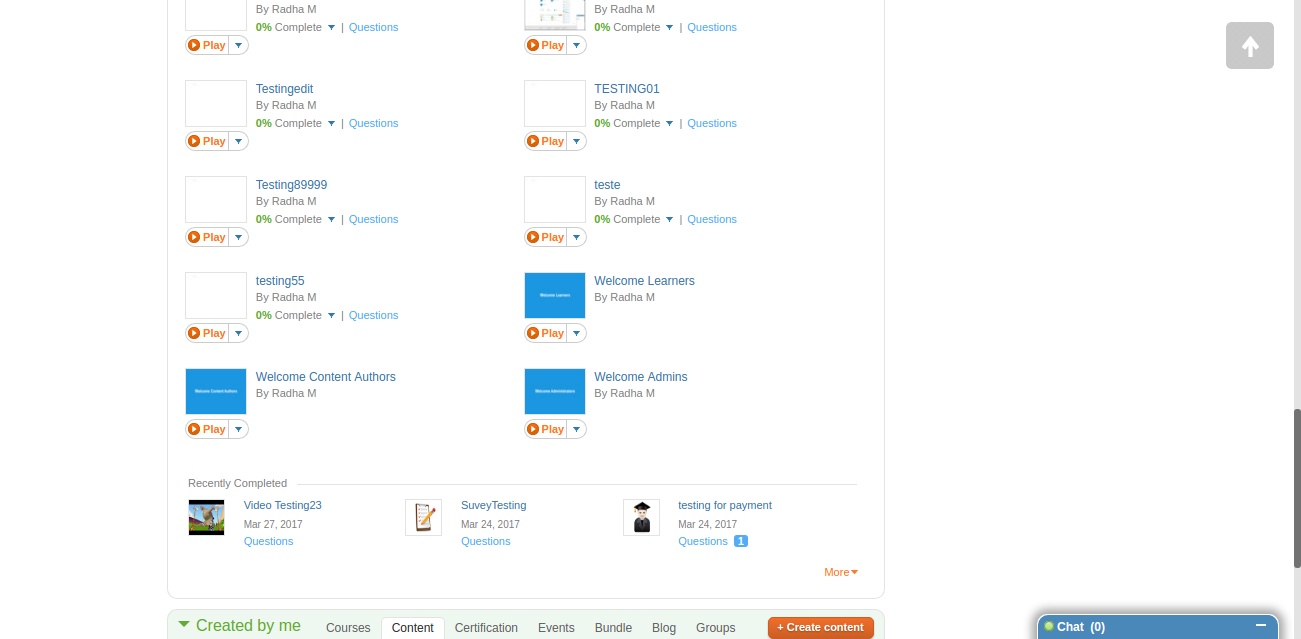 By Radha M
0% Complete | Questions
Play
By Radha M
0% Complete | Questions
Play
Testingedit
By Radha M
0% Complete | Questions
Play
TESTING01
By Radha M
0% Complete | Questions
Play
Testing89999
By Radha M
0% Complete | Questions
Play
teste
By Radha M
0% Complete | Questions
Play
testing55
By Radha M
0% Complete | Questions
Play
Welcome Learners
Welcome Learners
By Radha M
Play
Welcome Content Authors
Welcome Content Authors
By Radha M
Play
Welcome Administrators
Welcome Admins
By Radha M
Play
Recently Completed
Video Testing23
Mar 27, 2017
Questions
SuveyTesting
Mar 24, 2017
Questions
testing for payment
Mar 24, 2017
Questions 1
More
Created by me
Courses Content Certification Events Bundle Blog Groups
+ Create content
Chat (0)